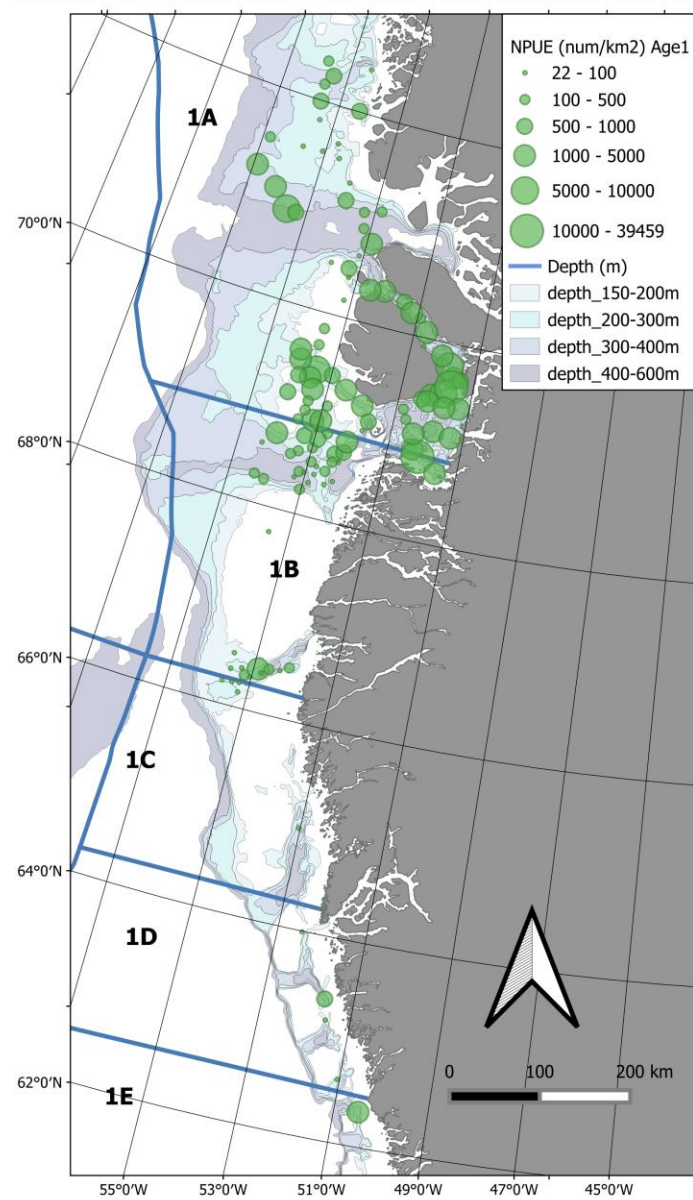 NPUE (num/km2) Age1
22 - 100
100 - 500
500 - 1000
1000 - 5000
5000 - 10000
10000 - 39459
Depth (m)
depth_150-200m
depth_200-300m
depth_300-400m
depth_400-600m
1A
70°0'N
68°0'N
1B
66°0'N
1C
64°0'N
1D
0 100 200 km
62°0'N
1E
55°0'W 53°0'W 51°0'W 49°0'W 47°0'W 45°0'W